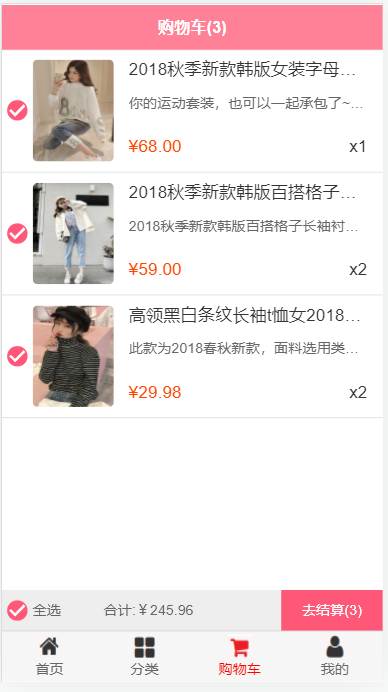 购物车(3)
2018秋季新款韩版女装字母…
你的运动套装，也可以一起承包了~…
¥68.00 x1
2018秋季新款韩版百搭格子…
2018秋季新款韩版百搭格子长袖衬…
¥59.00 x2
高领黑白条纹长袖t恤女2018…
此款为2018春秋新款，面料选用类…
¥29.98 x2
全选 合计:￥245.96 去结算(3)
首页 分类 购物车 我的